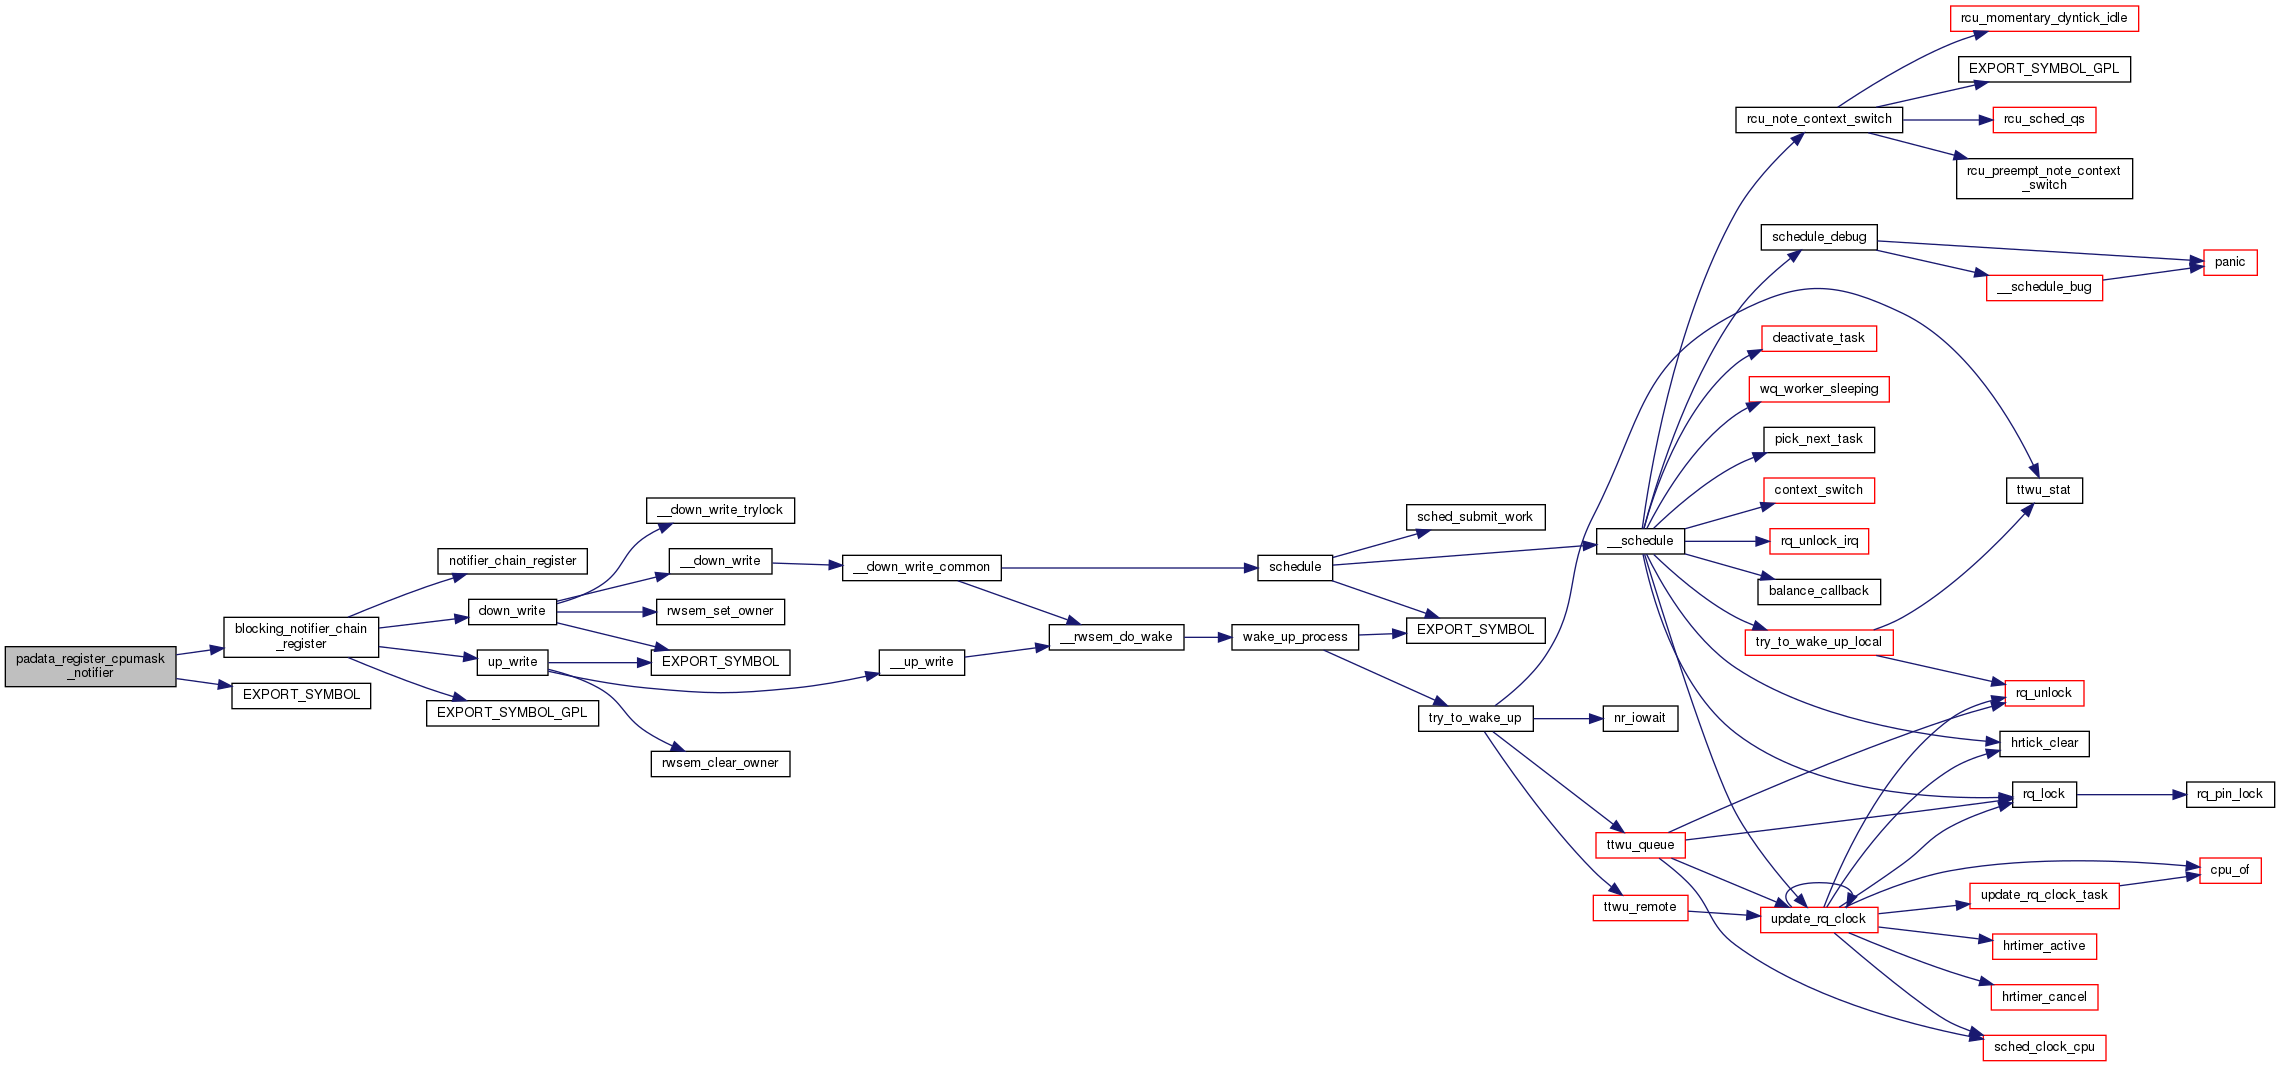 padata_register_cpumask
_notifier
blocking_notifier_chain
_register
EXPORT_SYMBOL
notifier_chain_register
down_write
up_write
EXPORT_SYMBOL_GPL
__down_write_trylock
__down_write
rwsem_set_owner
EXPORT_SYMBOL
rwsem_clear_owner
__down_write_common
__up_write
__rwsem_do_wake
schedule
wake_up_process
sched_submit_work
EXPORT_SYMBOL
try_to_wake_up
__schedule
nr_iowait
ttwu_queue
ttwu_remote
rcu_note_context_switch
schedule_debug
deactivate_task
wq_worker_sleeping
pick_next_task
context_switch
rq_unlock_irq
balance_callback
try_to_wake_up_local
update_rq_clock
rcu_momentary_dyntick_idle
EXPORT_SYMBOL_GPL
rcu_sched_qs
rcu_preempt_note_context
_switch
__schedule_bug
ttwu_stat
rq_unlock
hrtick_clear
rq_lock
update_rq_clock_task
hrtimer_active
hrtimer_cancel
sched_clock_cpu
panic
rq_pin_lock
cpu_of